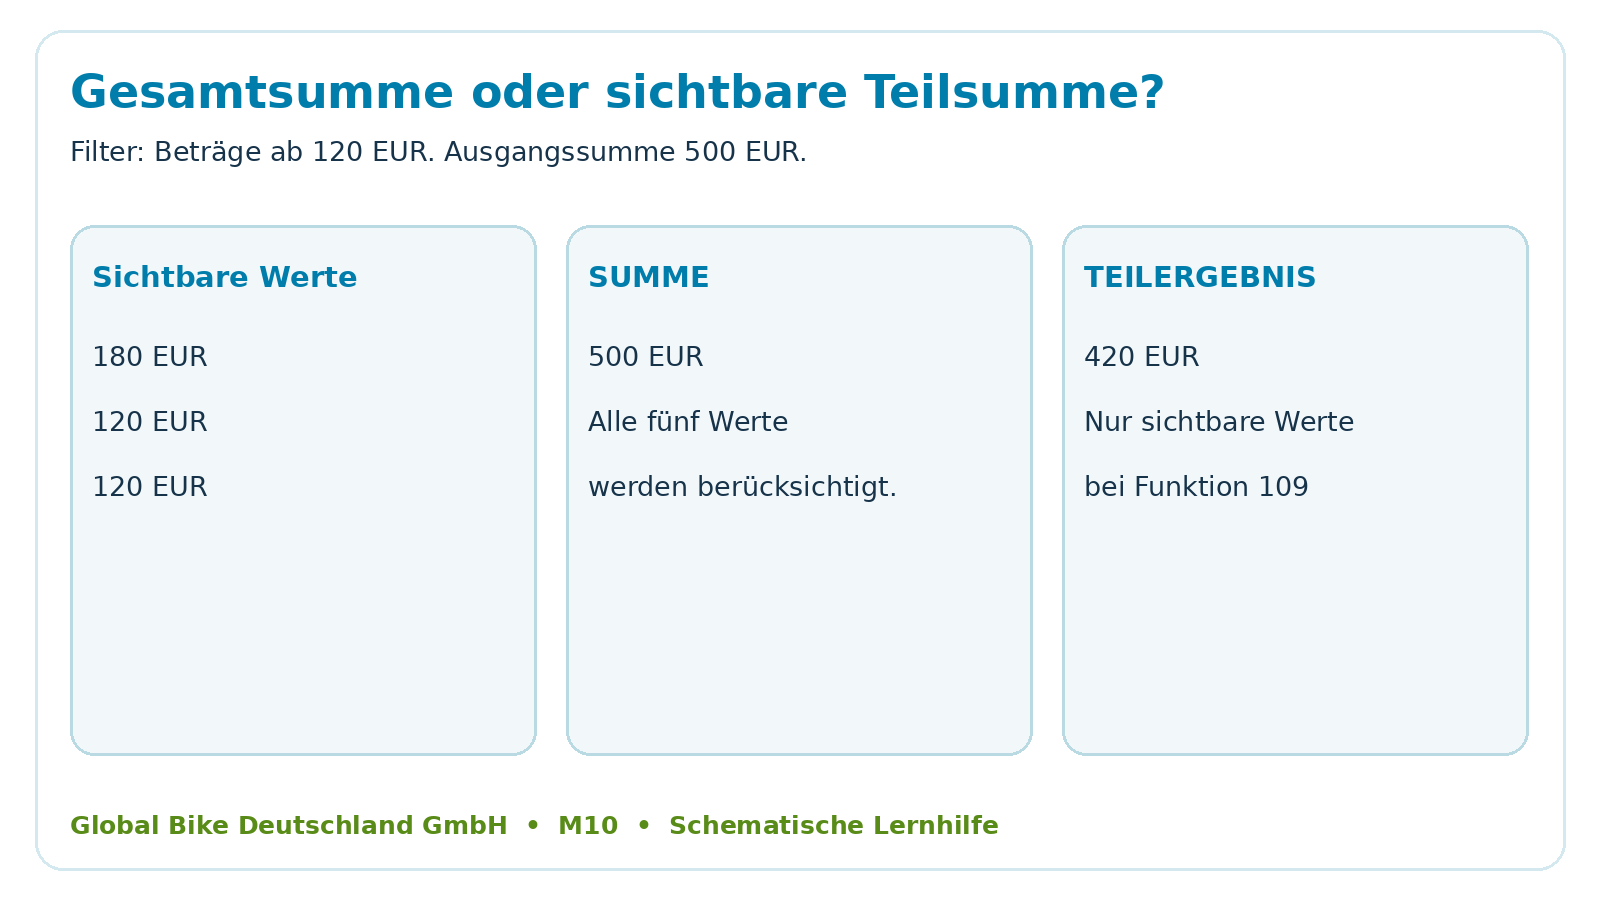 Gesamtsumme oder sichtbare Teilsumme?
Filter: Beträge ab 120 EUR. Ausgangssumme 500 EUR.
Sichtbare Werte
180 EUR
120 EUR
120 EUR
SUMME
500 EUR
Alle fünf Werte
werden berücksichtigt.
TEILERGEBNIS
420 EUR
Nur sichtbare Werte
bei Funktion 109
Global Bike Deutschland GmbH • M10 • Schematische Lernhilfe